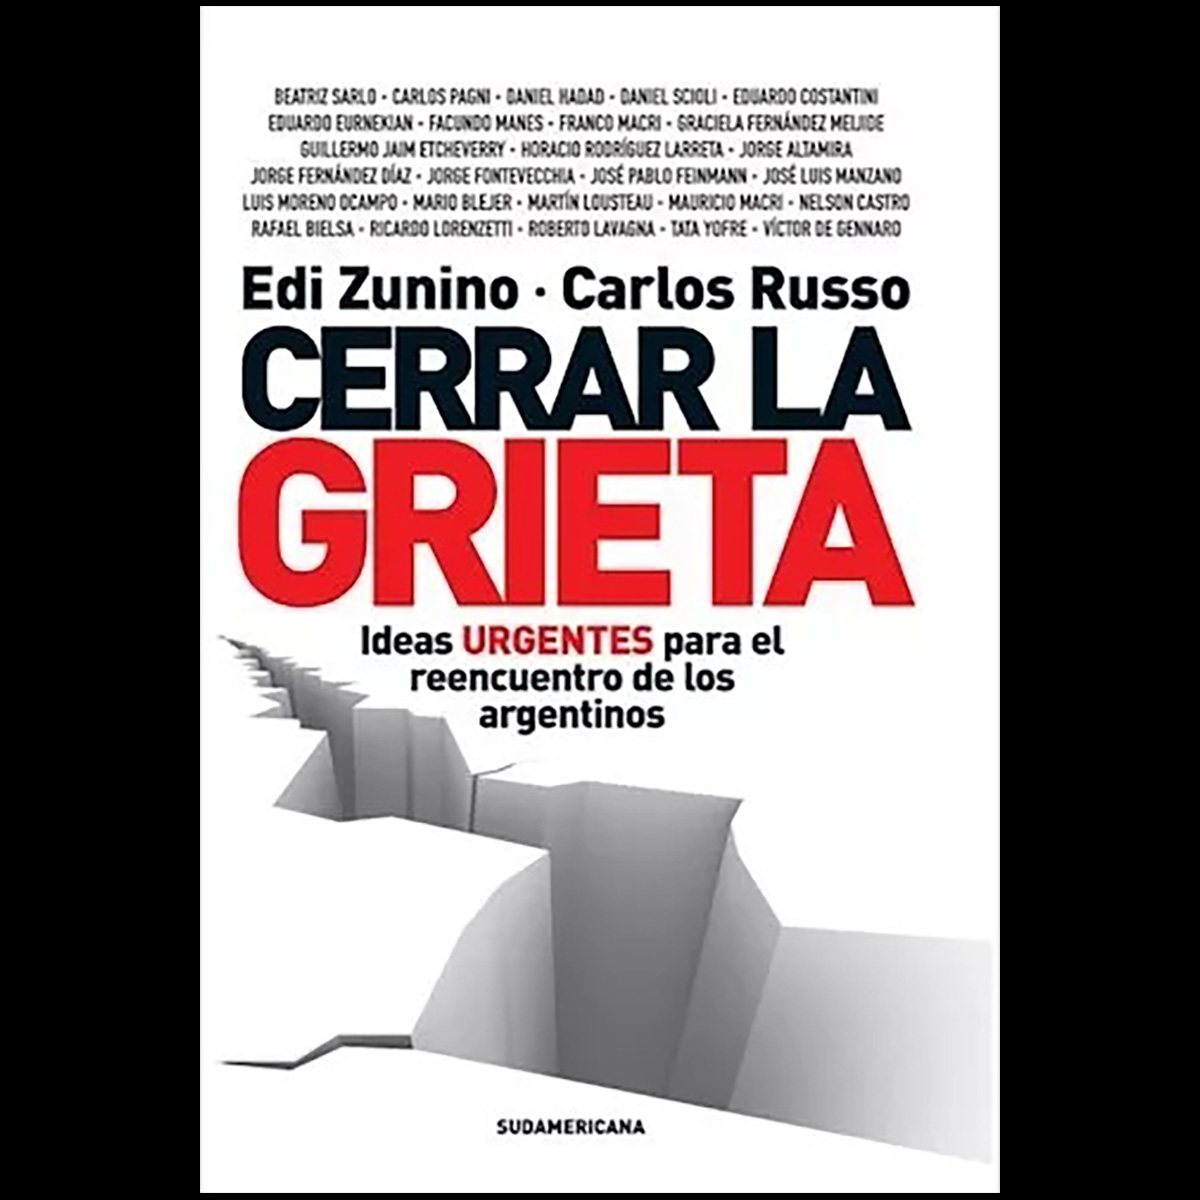 BEATRIZ SARLO - CARLOS PAGNI - DANIEL HADAD - DANIEL SCIOLI - EDUARDO COSTANTINI
EDUARDO EURNEKIAN - FACUNDO MANES - FRANCO MACRI - GRACIELA FERNÁNDEZ MEIJIDE
GUILLERMO JAIM ETCHEVERRY - HORACIO RODRÍGUEZ LARRETA - JORGE ALTAMIRA
JORGE FERNÁNDEZ DÍAZ - JORGE FONTEVECCHIA - JOSÉ PABLO FEINMANN - JOSÉ LUIS MANZANO
LUIS MORENO OCAMPO - MARIO BLEJER - MARTÍN LOUSTEAU - MAURICIO MACRI - NELSON CASTRO
RAFAEL BIELSA - RICARDO LORENZETTI - ROBERTO LAVAGNA - TATA YOFRE - VÍCTOR DE GENNARO
Edi Zunino · Carlos Russo
CERRAR LA
GRIETA
Ideas URGENTES para el
reencuentro de los
argentinos
SUDAMERICANA